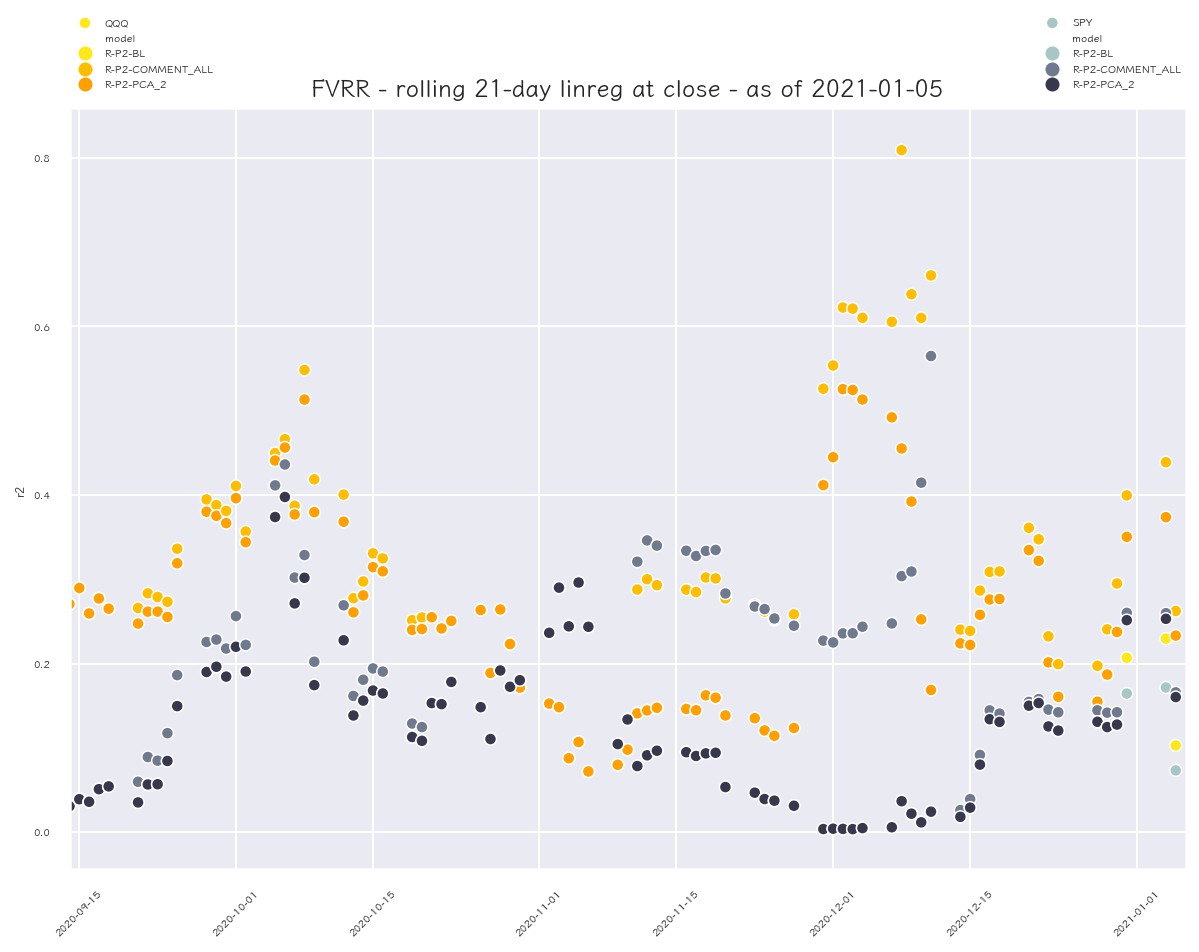 QQQ
model
R-P2-BL
R-P2-COMMENT_ALL
R-P2-PCA_2
SPY
model
R-P2-BL
R-P2-COMMENT_ALL
R-P2-PCA_2
FVRR - rolling 21-day linreg at close - as of 2021-01-05
0.8
0.6
0.4
0.2
0.0
r2
2020-09-15
2020-10-01
2020-10-15
2020-11-01
2020-11-15
2020-12-01
2020-12-15
2021-01-01